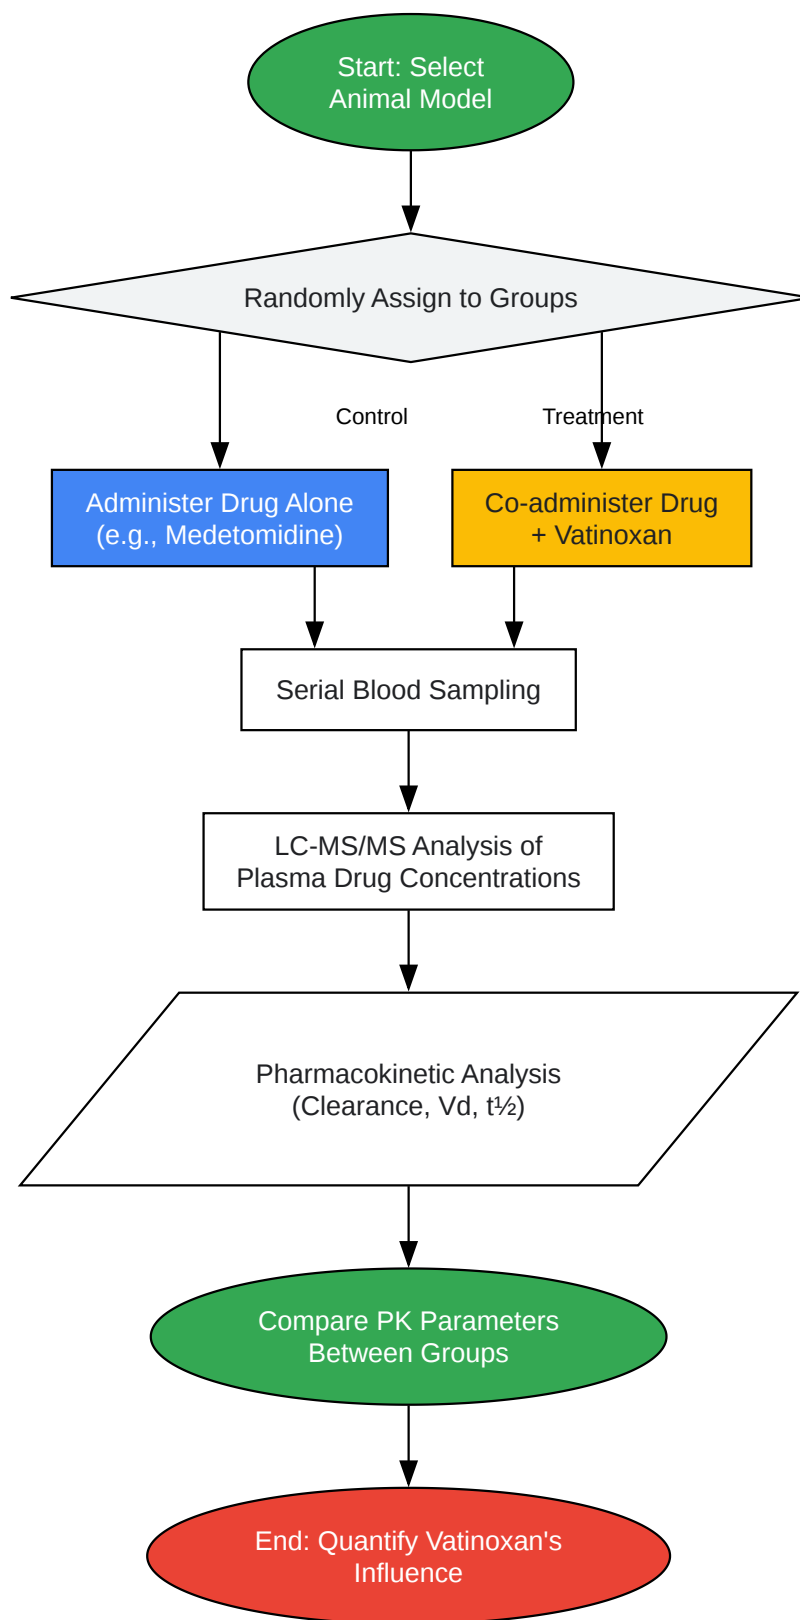 Start: Select
Animal Model
Randomly Assign to Groups
Control
Treatment
Administer Drug Alone
(e.g., Medetomidine)
Co-administer Drug
+ Vatinoxan
Serial Blood Sampling
LC-MS/MS Analysis of
Plasma Drug Concentrations
Pharmacokinetic Analysis
(Clearance, Vd, t½)
Compare PK Parameters
Between Groups
End: Quantify Vatinoxan's
Influence